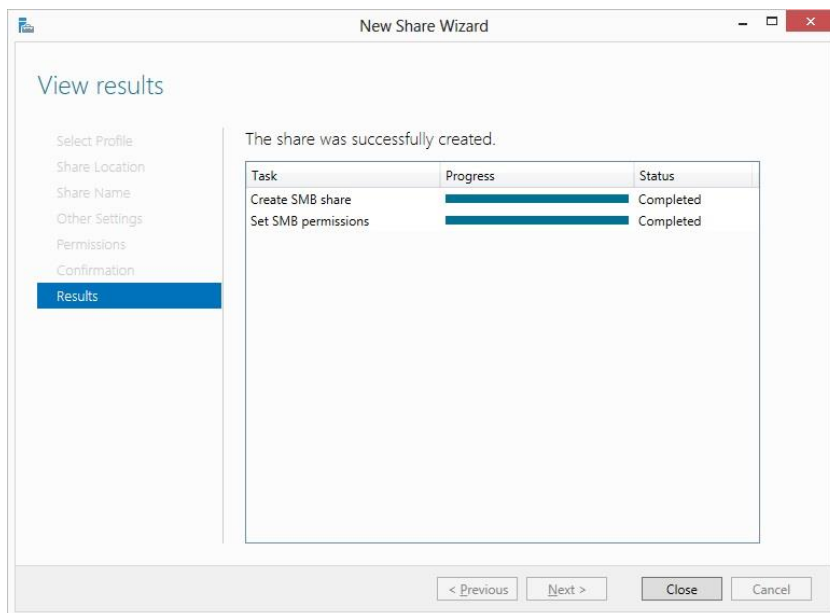 New Share Wizard
View results
Select Profile
Share Location
Share Name
Other Settings
Permissions
Confirmation
Results
The share was successfully created.
Task Progress Status
Create SMB share Completed
Set SMB permissions Completed
< Previous Next > Close Cancel